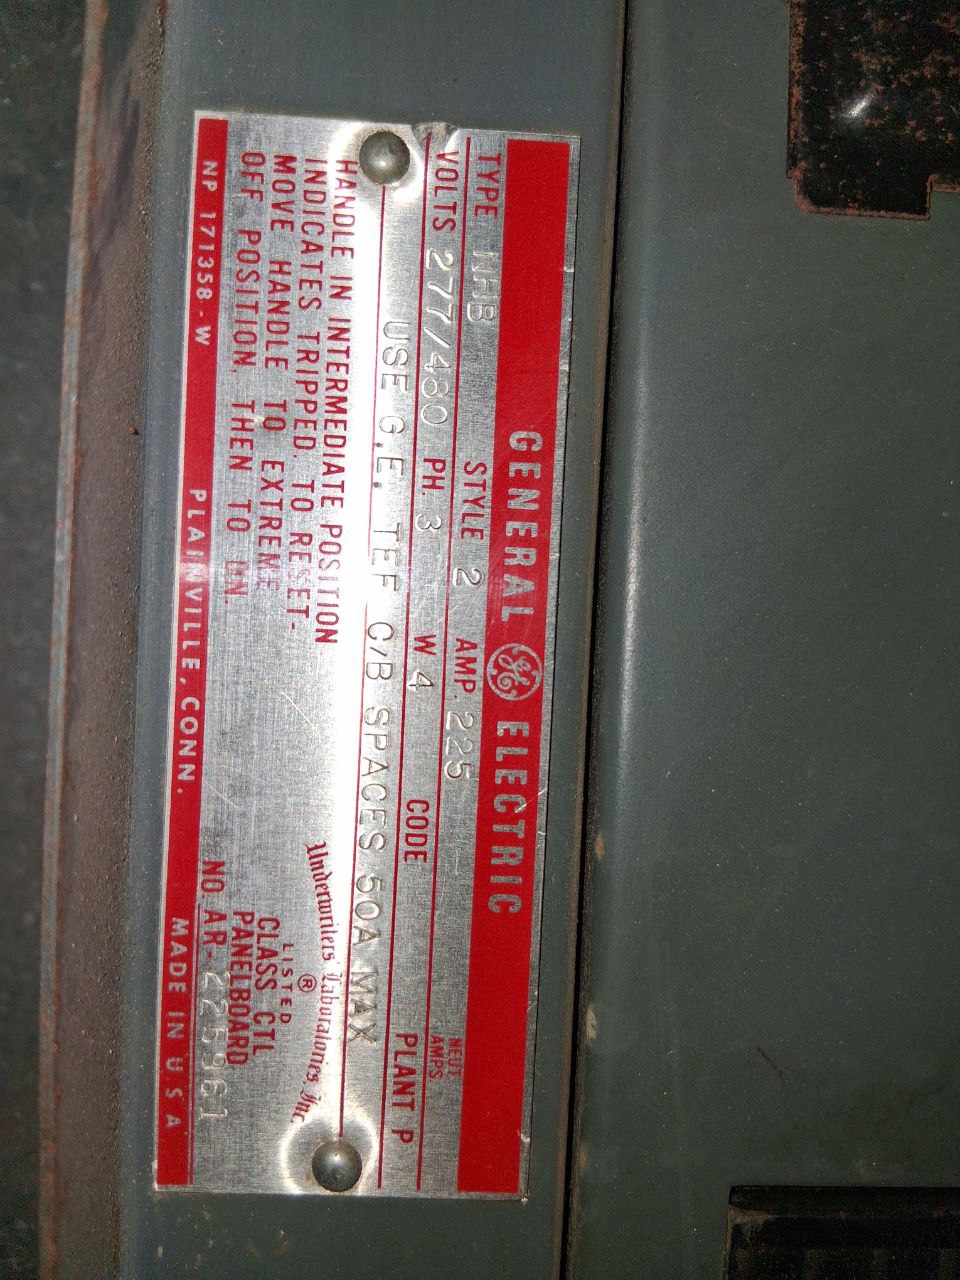 GENERAL GE ELECTRIC
TYPE NHB STYLE 2 AMP. 225 NEUT. AMPS
VOLTS 277/480 PH. 3 W 4 CODE PLANT P
USE G.E. TEF C/B SPACES 50A MAX
HANDLE IN INTERMEDIATE POSITION
INDICATES TRIPPED. TO RESET-
MOVE HANDLE TO EXTREME
OFF POSITION, THEN TO ON.
Underwriters' Laboratories, Inc.
®
LISTED
CLASS CTL
PANELBOARD
NO. AR-225961
NP 171358-W PLAINVILLE, CONN. MADE IN U.S.A.